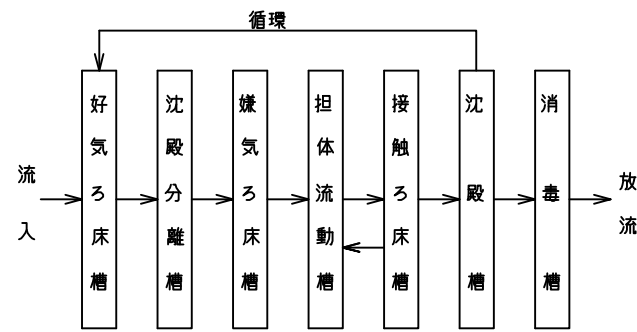 循環
流入
好気ろ床槽
沈殿分離槽
嫌気ろ床槽
担体流動槽
接触ろ床槽
沈殿槽
消毒槽
放流